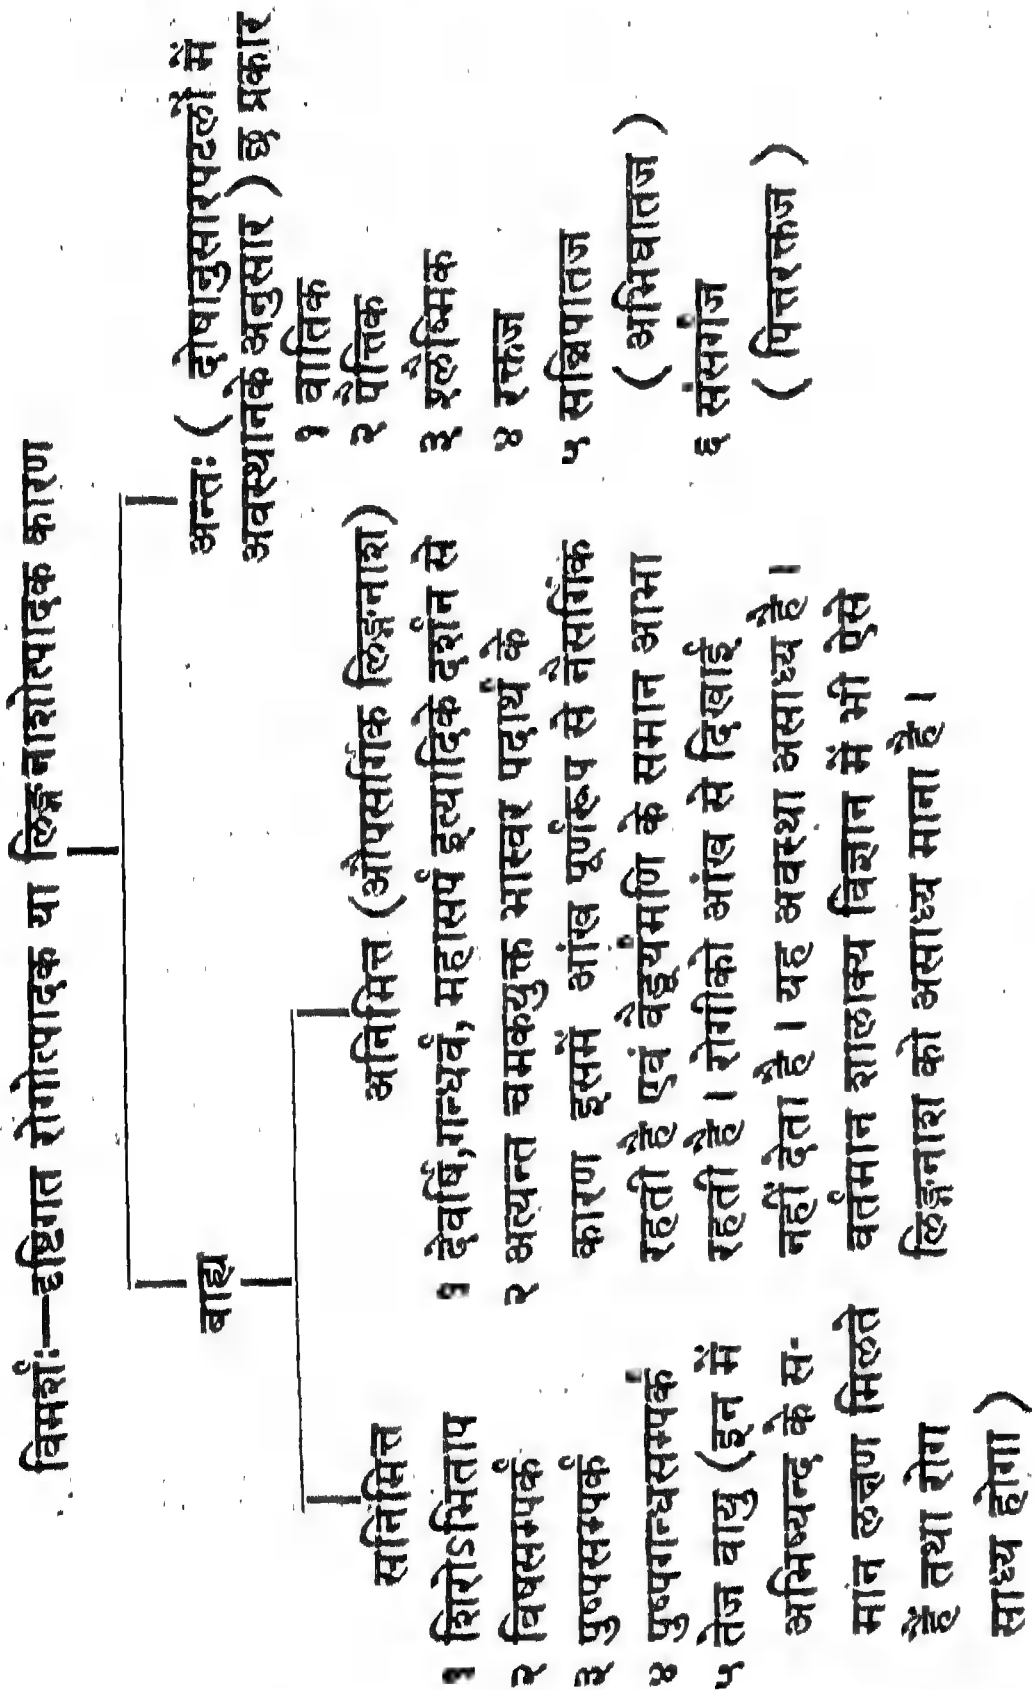 विमर्शः—दृष्टिगत रोगोत्पादक या लिङ्गनाशोत्पादक कारण
बाह्य
सनिमित्त
१ शिरोऽभिताप
२ विषसम्पर्क
३ पुष्पसम्पर्क
४ पुष्पगन्धसम्पर्क
५ तेज वायु (इन में
अभिष्यन्द के स-
मान लक्षण मिलते
हैं तथा रोग
साध्य होगा )
अनिमित्त (औपसर्गिक लिङ्गनाश)
१ देवर्षि,गन्धर्व, महासर्प इत्यादिके दर्शन से
२ अत्यन्त चमकयुक्त भास्वर पदार्थ के
कारण इसमें आंख पूर्णरूप से नैसर्गिक
रहती है एवं वैडूर्यमणि के समान आभा
रहती है । रोगीको आंख से दिखाई
नहीं देता है । यह अवस्था असाध्य है ।
वर्तमान शालाक्य विज्ञान में भी ऐसे
लिङ्गनाश को असाध्य माना है ।
अन्तः ( दोषानुसारपटलों में
अवस्थानके अनुसार ) छ प्रकार
१ वातिक
२ पैत्तिक
३ श्लैष्मिक
४ रक्तज
५ सन्निपातज
( अभिघातज )
६ संसर्गज
( पित्तरक्तज )